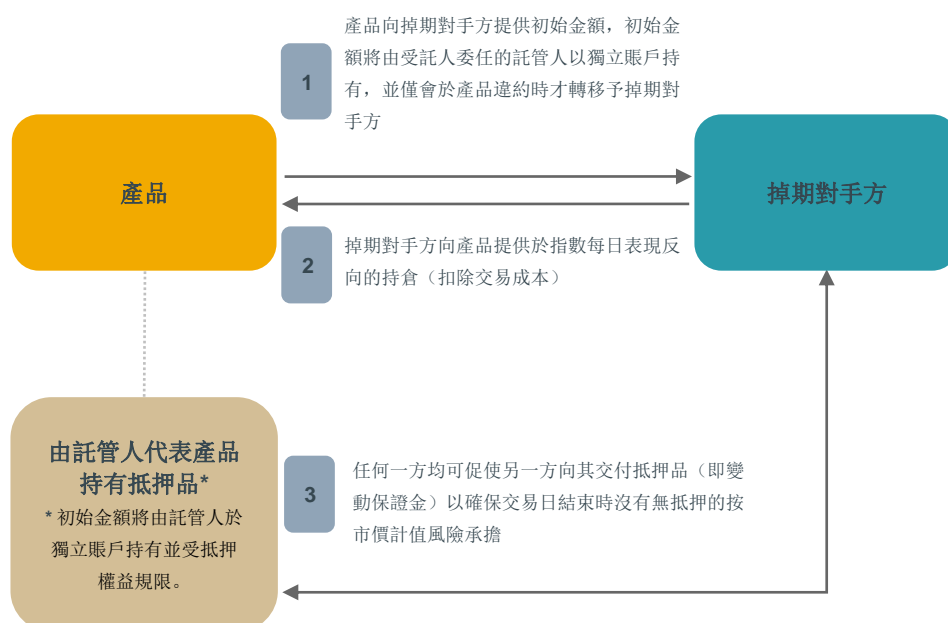 產品向掉期對手方提供初始金額，初始金
額將由受託人委任的託管人以獨立賬戶持
有，並僅會於產品違約時才轉移予掉期對
手方
1
產品
掉期對手方
2
掉期對手方向產品提供於指數每日表現反
向的持倉（扣除交易成本）
由託管人代表產品
持有抵押品*
* 初始金額將由託管人於
獨立賬戶持有並受抵押
權益規限。
3
任何一方均可促使另一方向其交付抵押品（即變
動保證金）以確保交易日結束時沒有無抵押的按
市價計值風險承擔